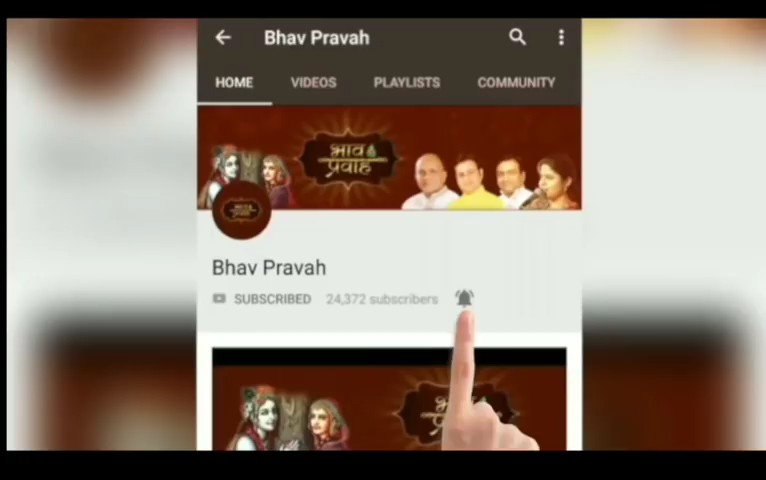 Bhav Pravah
HOME VIDEOS PLAYLISTS COMMUNITY
भाव
प्रवाह
Bhav Pravah
SUBSCRIBED 24,372 subscribers